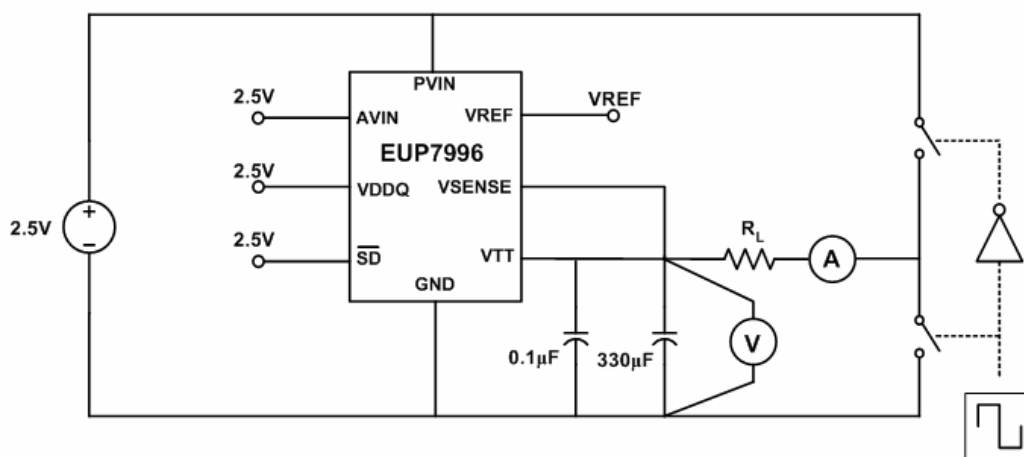 PVIN
2.5V
AVIN
VREF
VREF
EUP7996
2.5V
VDDQ
VSENSE
2.5V
2.5V
SD
VTT
RL
A
GND
0.1µF
330µF
V